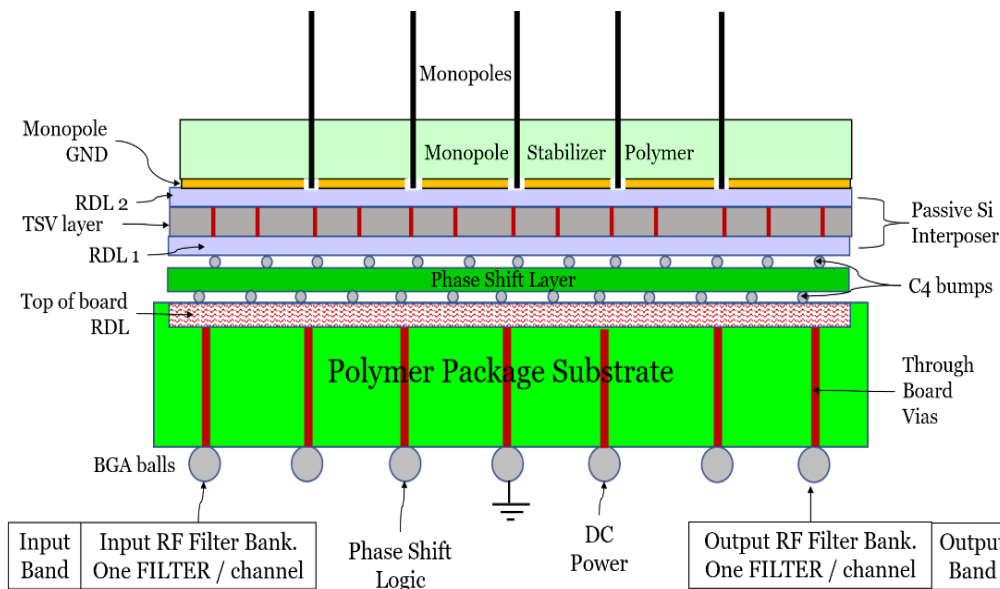 Monopoles
Monopole
GND
Monopole Stabilizer Polymer
RDL 2
TSV layer
RDL 1
Passive Si
Interposer
Phase Shift Layer
C4 bumps
Top of board
RDL
Polymer Package Substrate
Through
Board
Vias
BGA balls
Input
Band
Input RF Filter Bank.
One FILTER / channel
Phase Shift
Logic
DC
Power
Output RF Filter Bank.
One FILTER / channel
Output
Band